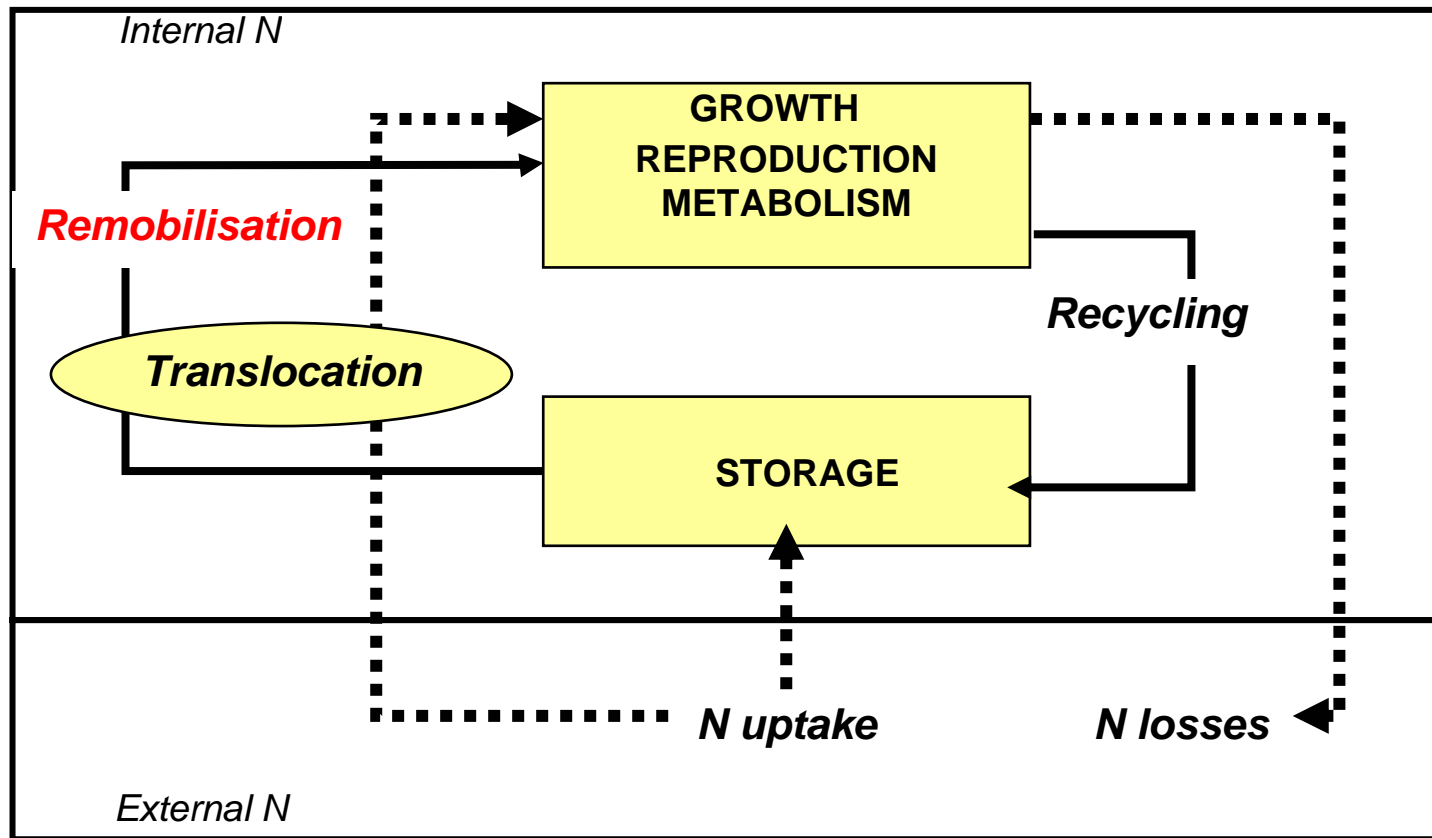 Internal N
GROWTH
REPRODUCTION
METABOLISM
Remobilisation
Recycling
Translocation
STORAGE
N uptake
N losses
External N